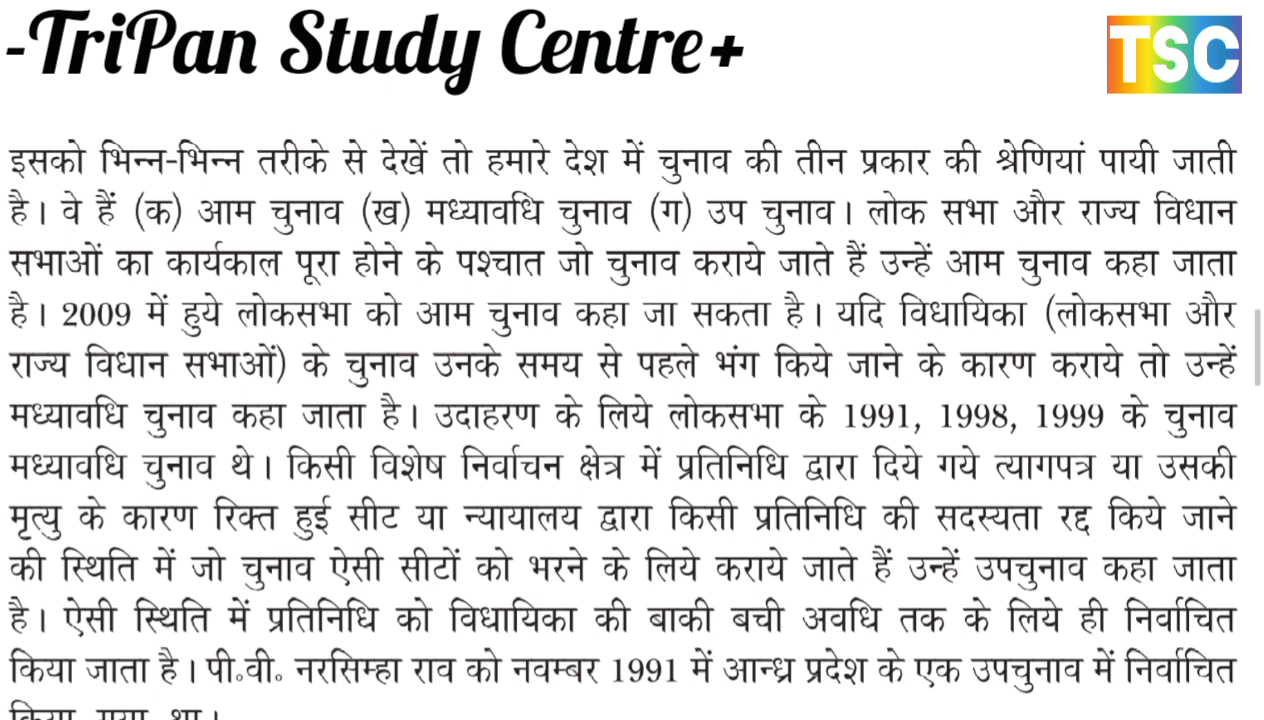 -TriPan Study Centre+
TSC
इसको भिन्न-भिन्न तरीके से देखें तो हमारे देश में चुनाव की तीन प्रकार की श्रेणियां पायी जाती
है। वे हैं (क) आम चुनाव (ख) मध्यावधि चुनाव (ग) उप चुनाव। लोक सभा और राज्य विधान
सभाओं का कार्यकाल पूरा होने के पश्चात जो चुनाव कराये जाते हैं उन्हें आम चुनाव कहा जाता
है। 2009 में हुये लोकसभा को आम चुनाव कहा जा सकता है। यदि विधायिका (लोकसभा और
राज्य विधान सभाओं) के चुनाव उनके समय से पहले भंग किये जाने के कारण कराये तो उन्हें
मध्यावधि चुनाव कहा जाता है। उदाहरण के लिये लोकसभा के 1991, 1998, 1999 के चुनाव
मध्यावधि चुनाव थे। किसी विशेष निर्वाचन क्षेत्र में प्रतिनिधि द्वारा दिये गये त्यागपत्र या उसकी
मृत्यु के कारण रिक्त हुई सीट या न्यायालय द्वारा किसी प्रतिनिधि की सदस्यता रद्द किये जाने
की स्थिति में जो चुनाव ऐसी सीटों को भरने के लिये कराये जाते हैं उन्हें उपचुनाव कहा जाता
है। ऐसी स्थिति में प्रतिनिधि को विधायिका की बाकी बची अवधि तक के लिये ही निर्वाचित
किया जाता है। पी॰वी॰ नरसिम्हा राव को नवम्बर 1991 में आन्ध्र प्रदेश के एक उपचुनाव में निर्वाचित
किया गया था।